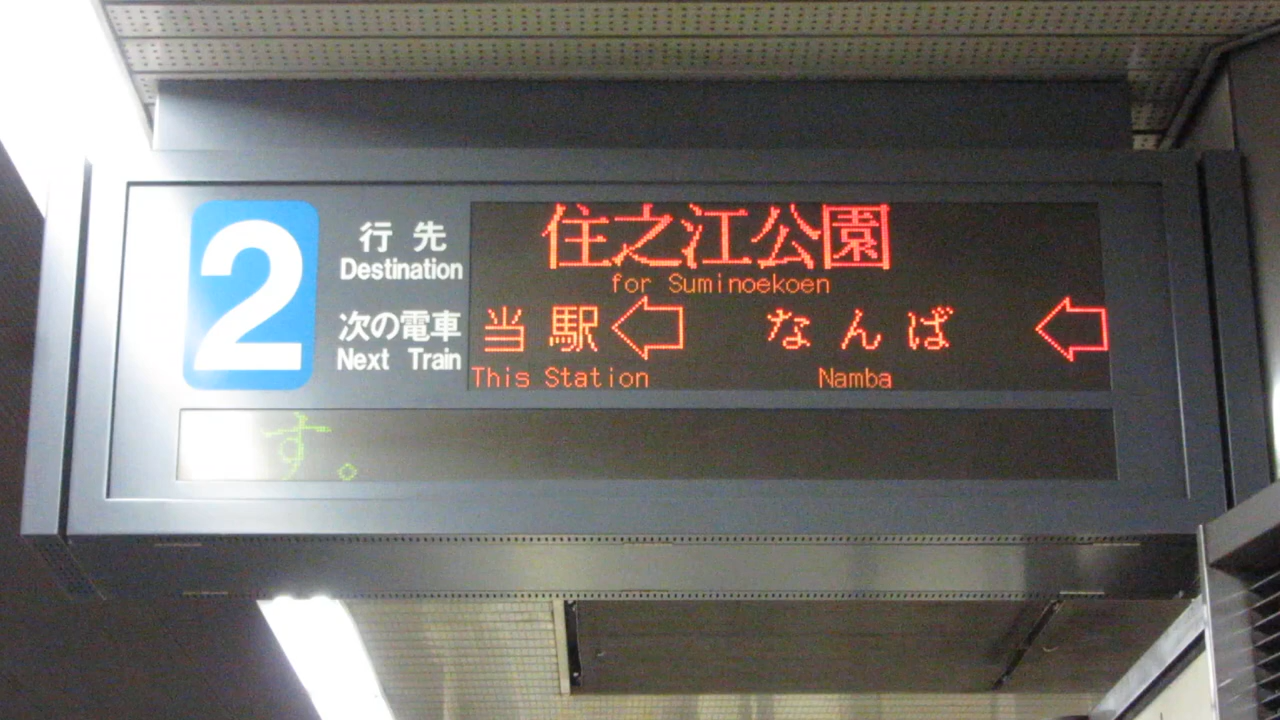 2
行先
Destination
住之江公園
for Suminoekoen
次の電車
Next Train
当駅 ← なんば ←
This Station Namba
す。